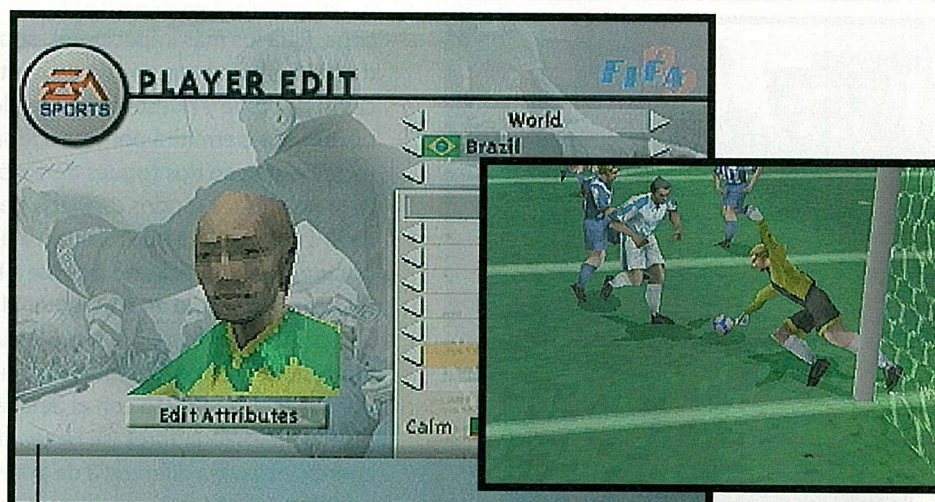 EA
SPORTS
PLAYER EDIT
FIFA
World
Brazil
Edit Attributes
Calm